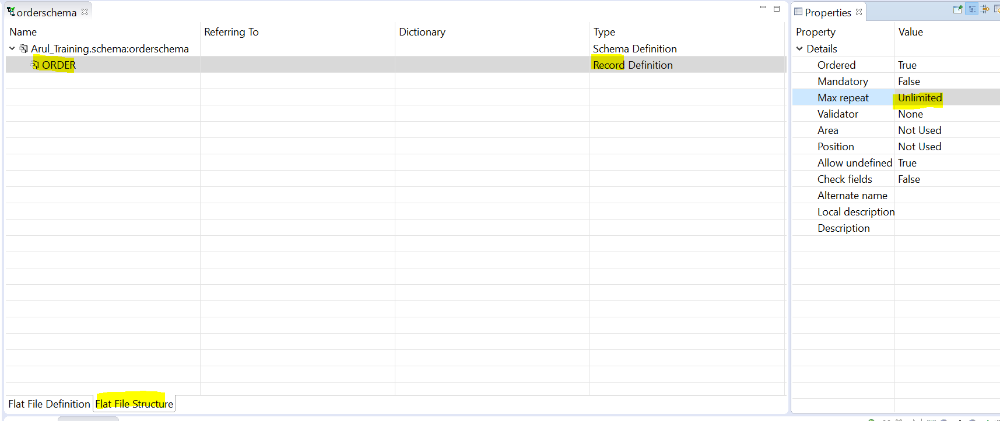 orderschema
Name Referring To Dictionary Type
Arul_Training.schema:orderschema Schema Definition
ORDER Record Definition
Flat File Definition Flat File Structure
Properties
Property Value
Details
Ordered True
Mandatory False
Max repeat Unlimited
Validator None
Area Not Used
Position Not Used
Allow undefined True
Check fields False
Alternate name
Local description
Description